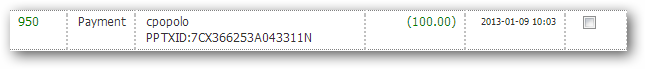 950 Payment cpopolo (100.00) 2013-01-09 10:03
PPTXID:7CX366253A043311N